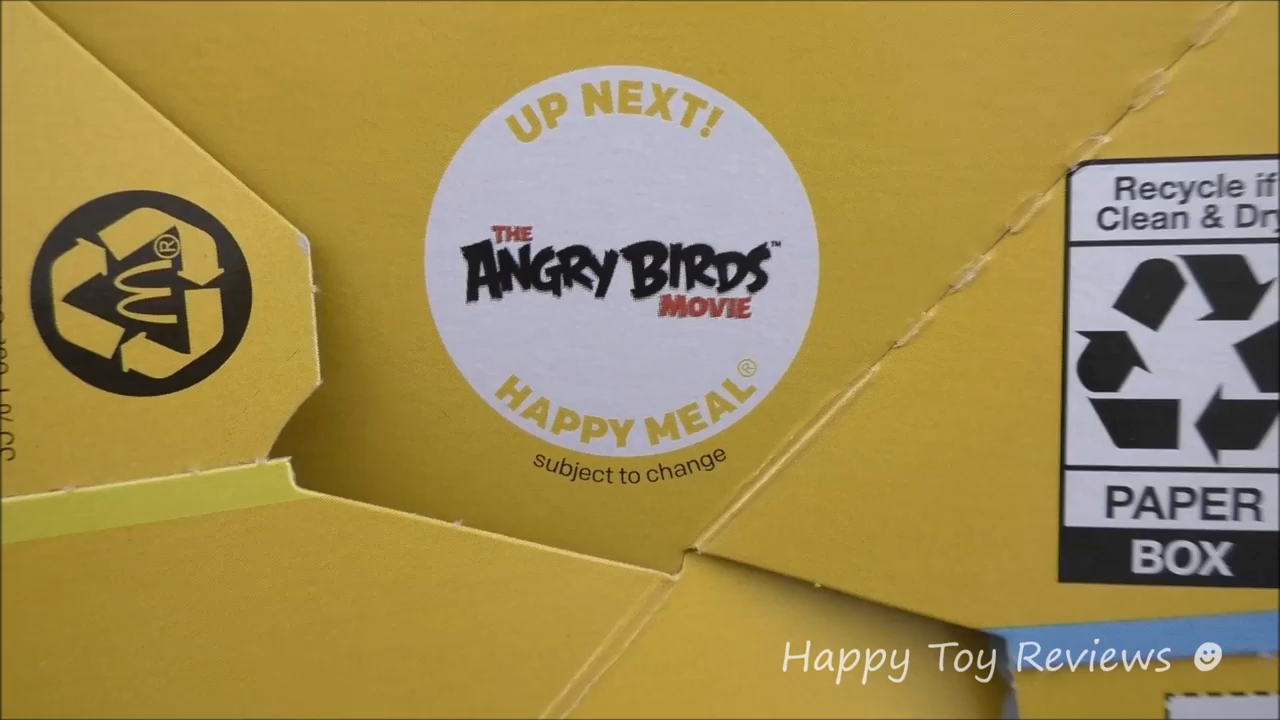 UP NEXT!
THE
ANGRY BIRDS™
MOVIE
HAPPY MEAL®
subject to change
®
Recycle if
Clean & Dry
PAPER
BOX
Happy Toy Reviews ☻